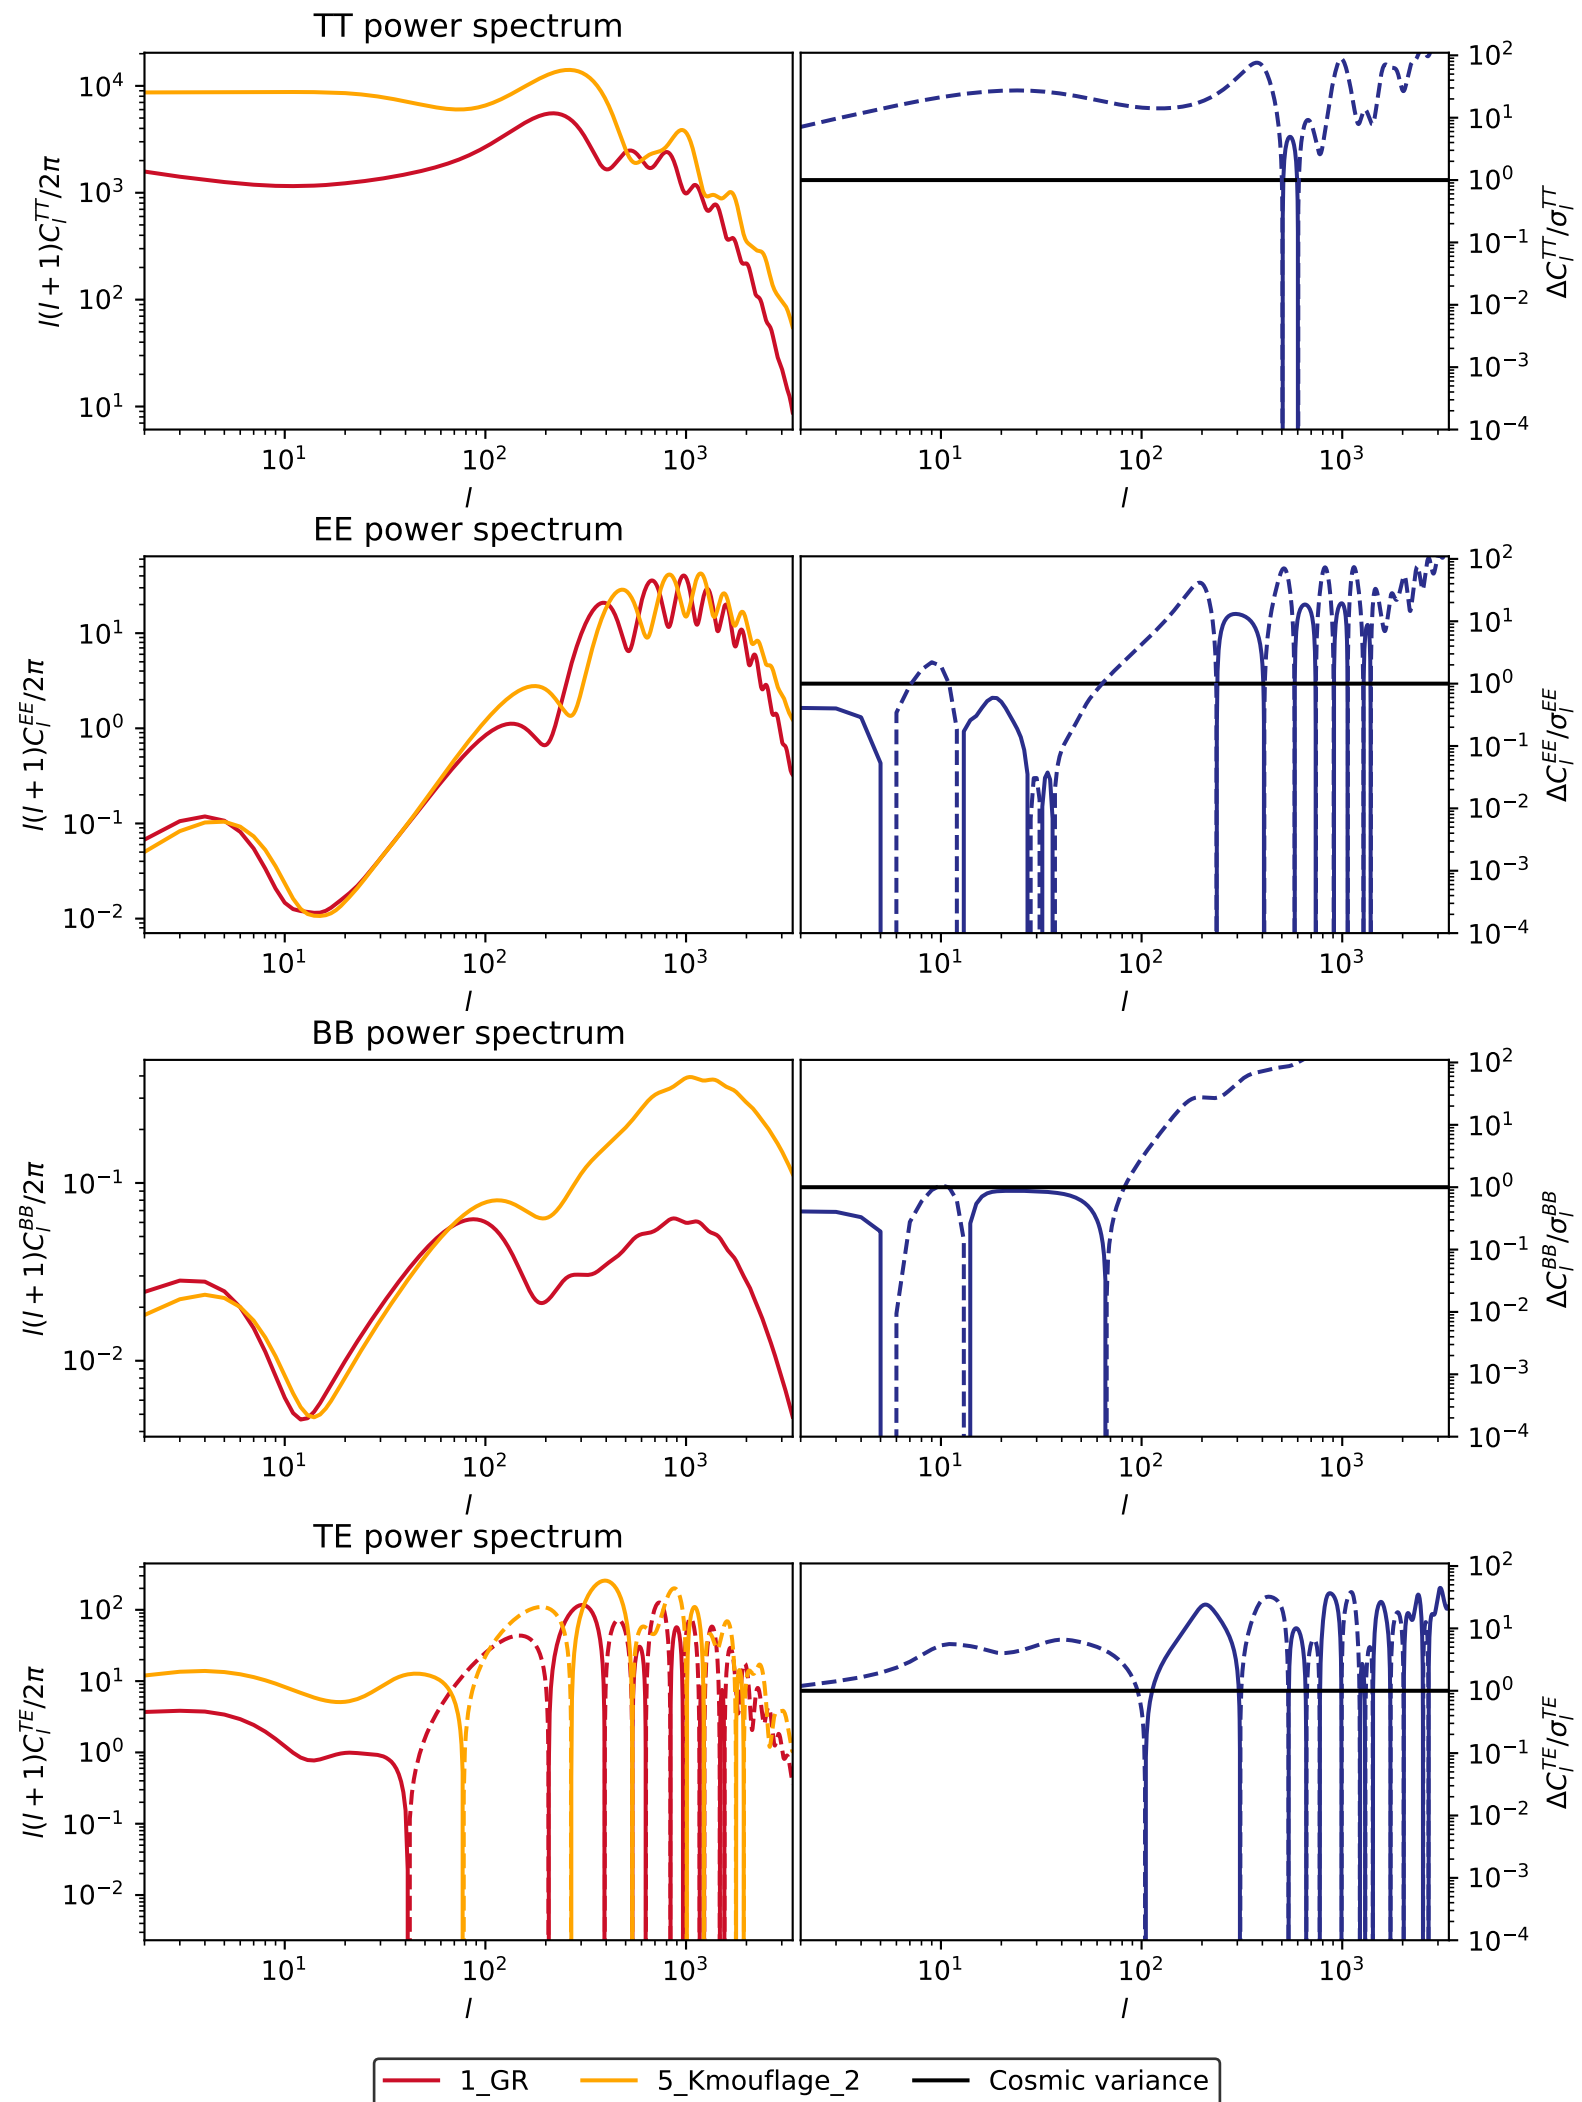 TT power spectrum
l(l + 1)C_l^{TT}/2π
10^4
10^3
10^2
10^1
10^1 10^2 10^3
l
10^1 10^2 10^3
l
10^2
10^1
10^0
10^{-1}
10^{-2}
10^{-3}
10^{-4}
ΔC_l^{TT}/σ_l^{TT}
EE power spectrum
l(l + 1)C_l^{EE}/2π
10^1
10^0
10^{-1}
10^{-2}
10^1 10^2 10^3
l
10^1 10^2 10^3
l
10^2
10^1
10^0
10^{-1}
10^{-2}
10^{-3}
10^{-4}
ΔC_l^{EE}/σ_l^{EE}
BB power spectrum
l(l + 1)C_l^{BB}/2π
10^{-1}
10^{-2}
10^1 10^2 10^3
l
10^1 10^2 10^3
l
10^2
10^1
10^0
10^{-1}
10^{-2}
10^{-3}
10^{-4}
ΔC_l^{BB}/σ_l^{BB}
TE power spectrum
l(l + 1)C_l^{TE}/2π
10^2
10^1
10^0
10^{-1}
10^{-2}
10^1 10^2 10^3
l
10^1 10^2 10^3
l
10^2
10^1
10^0
10^{-1}
10^{-2}
10^{-3}
10^{-4}
ΔC_l^{TE}/σ_l^{TE}
1_GR 5_Kmouflage_2 Cosmic variance